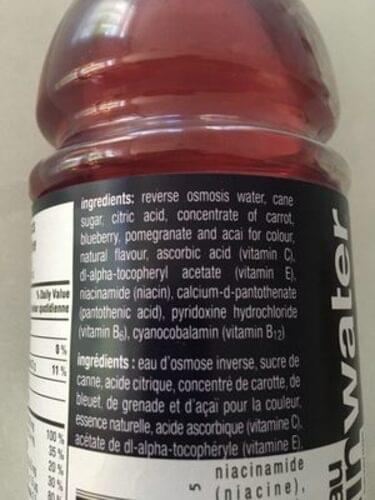 ingredients: reverse osmosis water, cane
sugar, citric acid, concentrate of carrot,
blueberry, pomegranate and acai for colour,
natural flavour, ascorbic acid (vitamin C),
dl-alpha-tocopheryl acetate (vitamin E),
niacinamide (niacin), calcium-d-pantothenate
(pantothenic acid), pyridoxine hydrochloride
(vitamin B₆), cyanocobalamin (vitamin B₁₂)
ingrédients : eau d'osmose inverse, sucre de
canne, acide citrique, concentré de carotte, de
bleuet, de grenade et d'açaï pour la couleur,
essence naturelle, acide ascorbique (vitamine C),
acétate de dl-alpha-tocophéryle (vitamine E),
niacinamide
(niacine),
% Daily Value
quotidienne
0 %
11 %
100 %
35 %
20 %
30 %
water